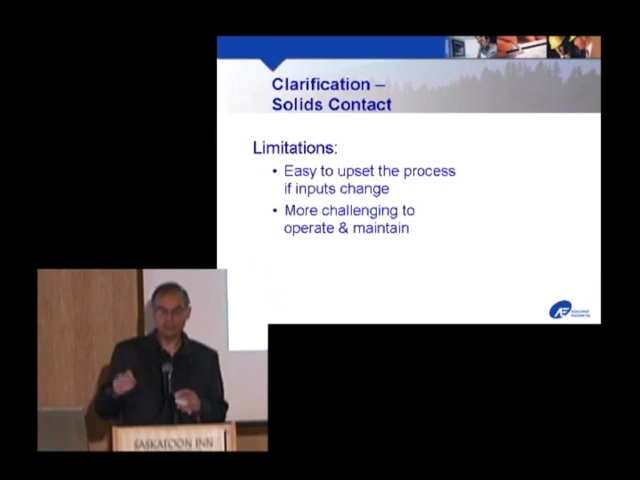 Clarification –
Solids Contact
Limitations:
• Easy to upset the process
if inputs change
• More challenging to
operate & maintain
SASKATOON INN